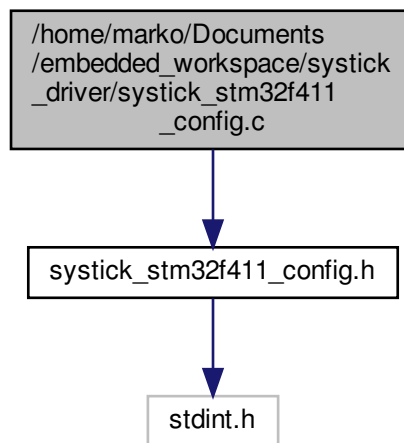 /home/marko/Documents
/embedded_workspace/systick
_driver/systick_stm32f411
_config.c
systick_stm32f411_config.h
stdint.h